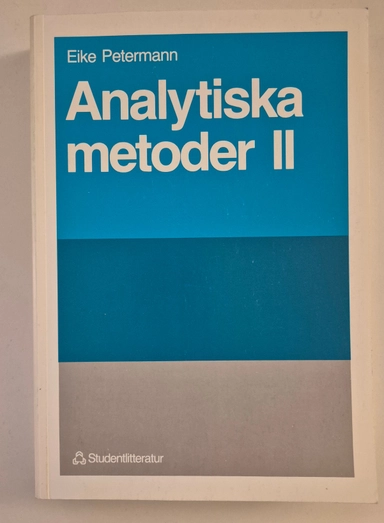 Eike Petermann
Analytiska
metoder II
Studentlitteratur